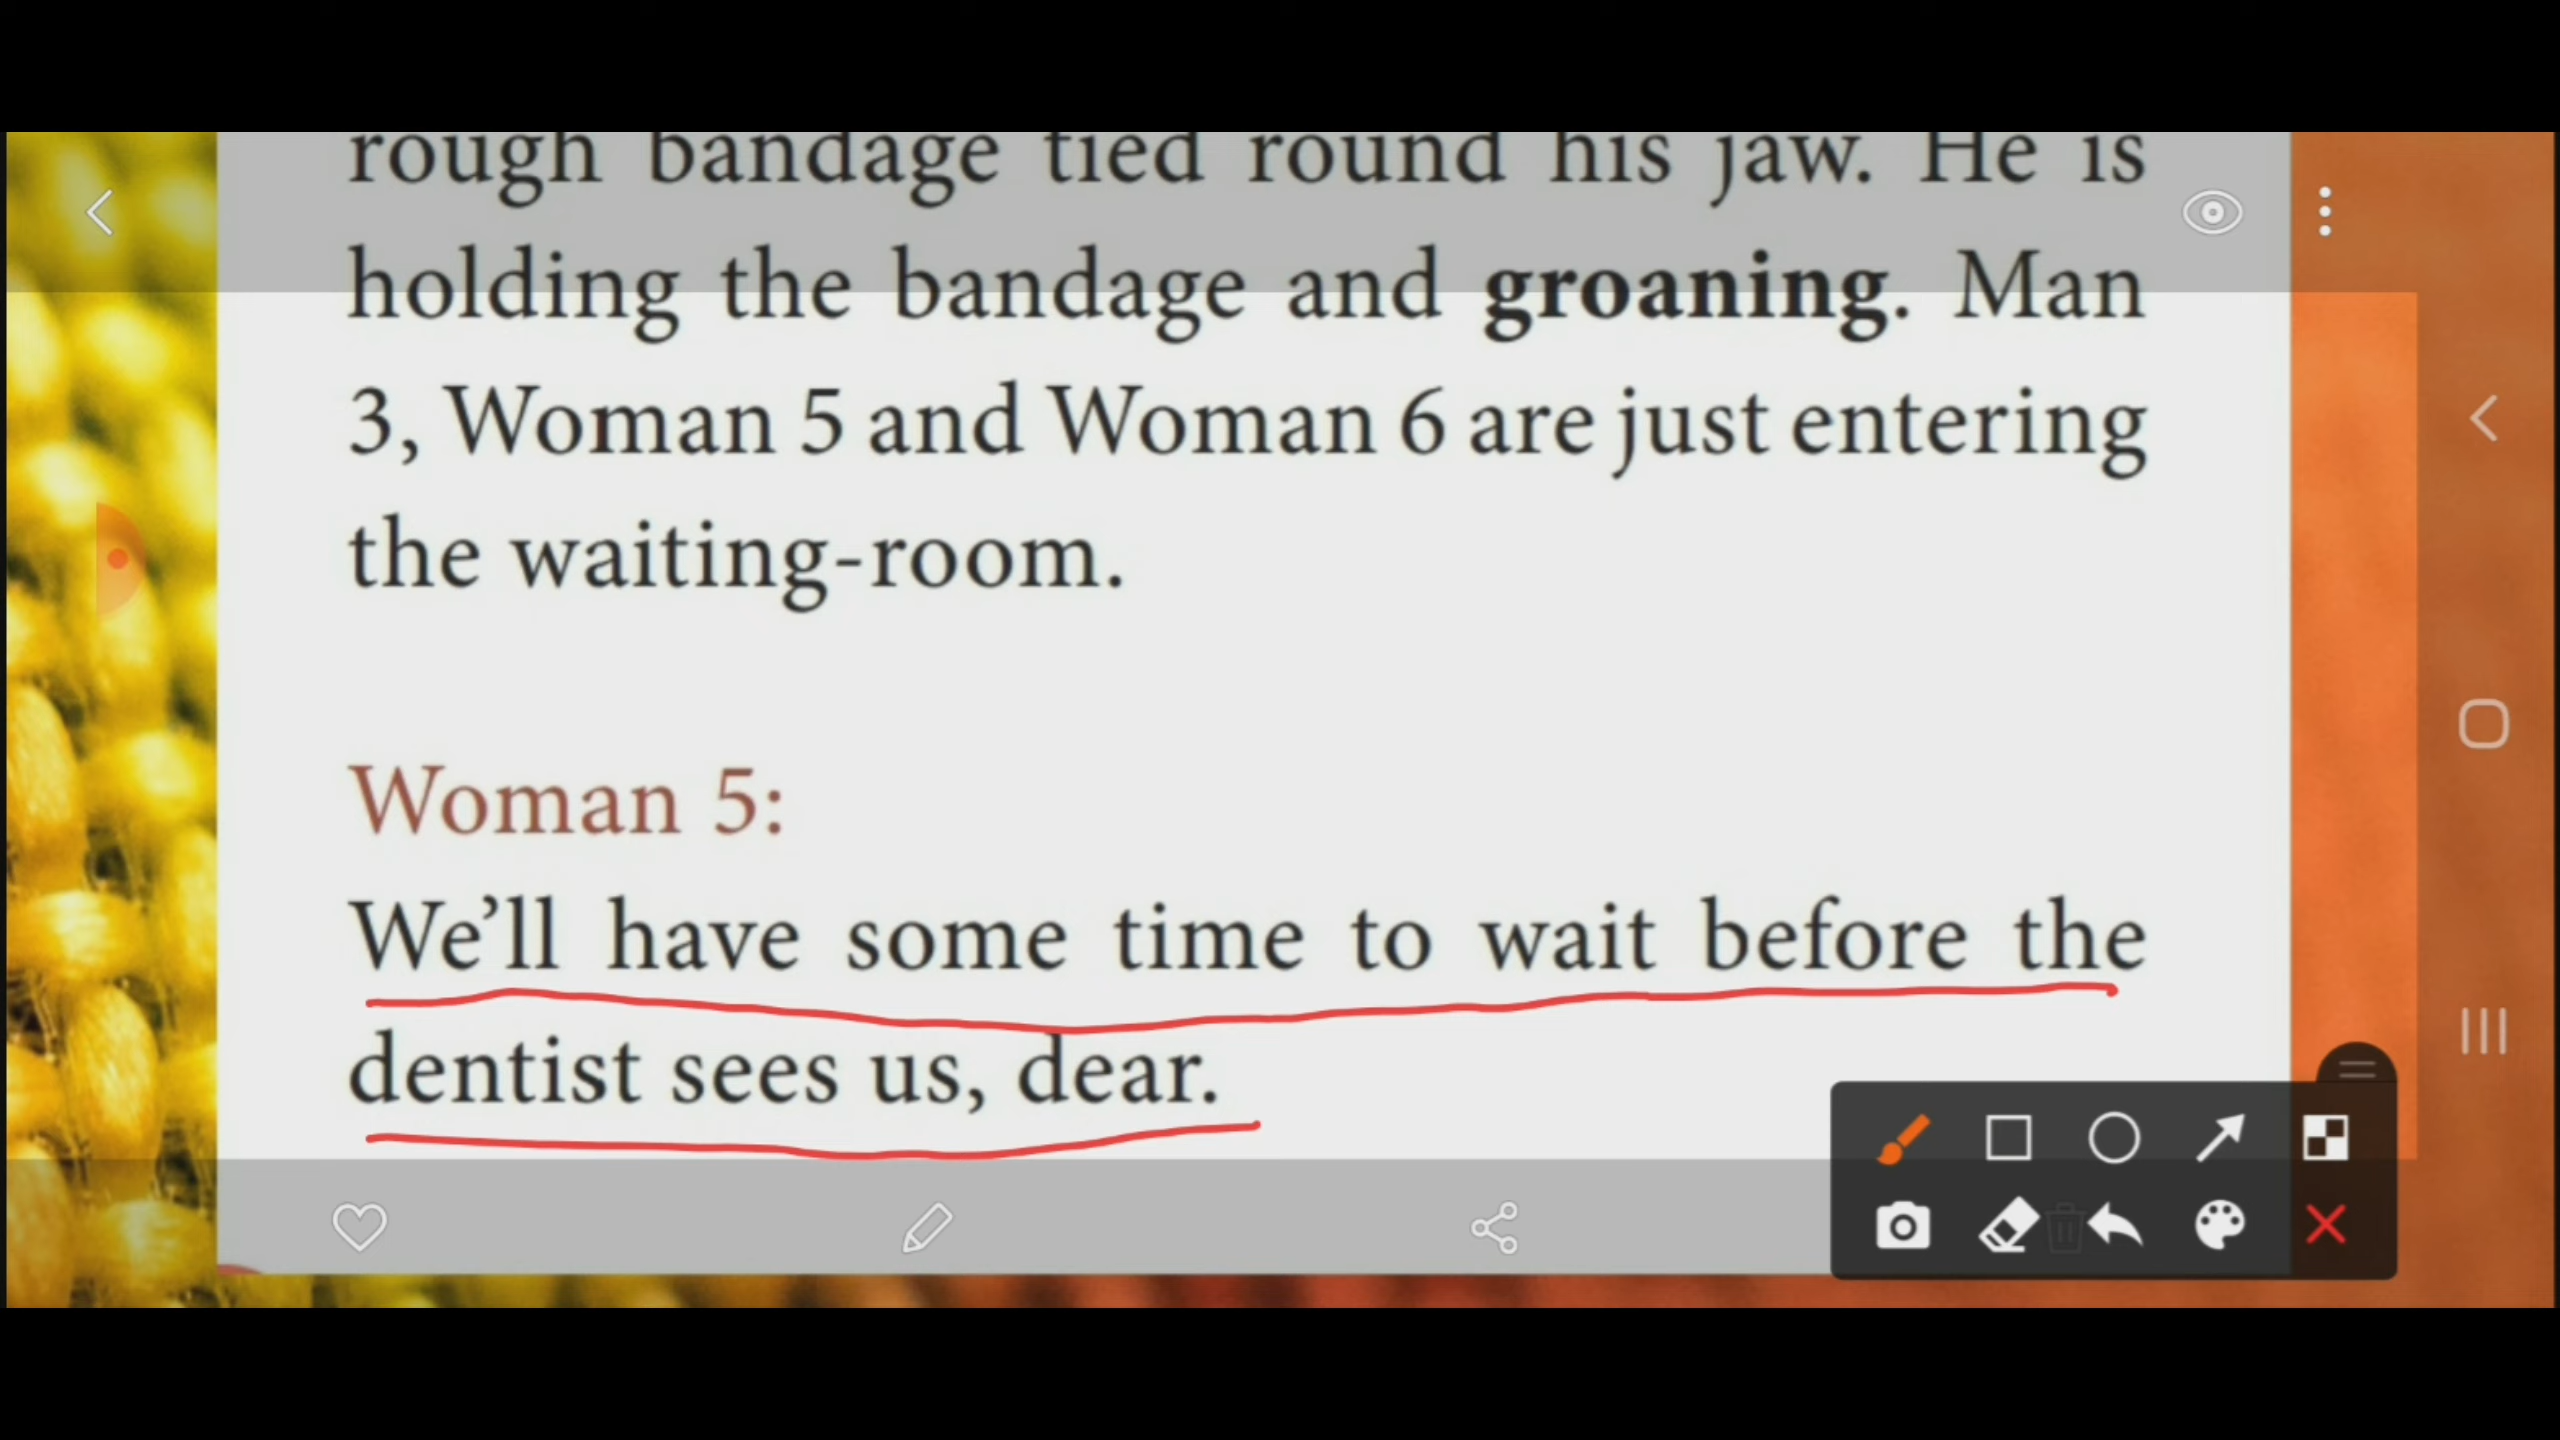 rough bandage tied round his jaw. He is
holding the bandage and groaning. Man
3, Woman 5 and Woman 6 are just entering
the waiting-room.
Woman 5:
We'll have some time to wait before the
dentist sees us, dear.